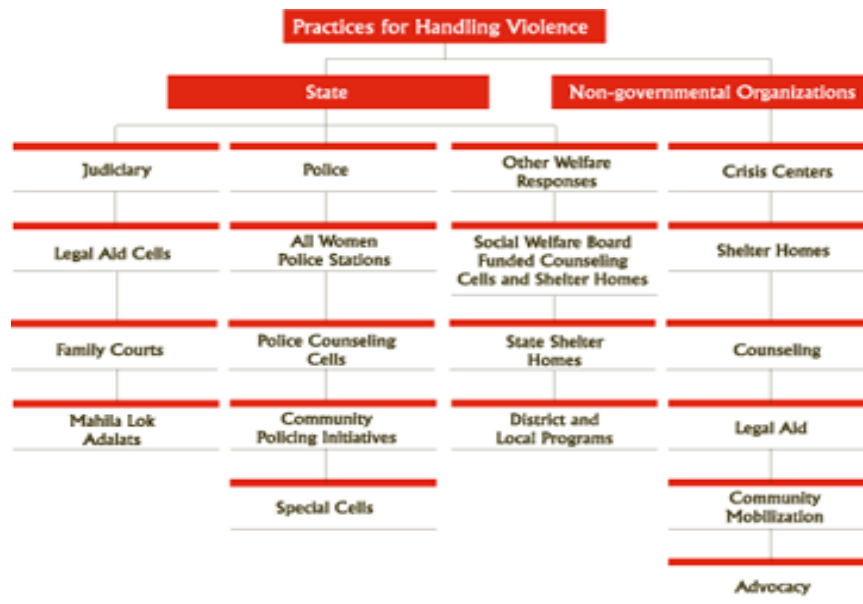 Practices for Handling Violence
State
Non-governmental Organizations
Judiciary
Police
Other Welfare
Responses
Crisis Centers
Legal Aid Cells
All Women
Police Stations
Social Welfare Board
Funded Counseling
Cells and Shelter Homes
Shelter Homes
Family Courts
Police Counseling
Cells
State Shelter
Homes
Counseling
Mahila Lok
Adalats
Community
Policing Initiatives
District and
Local Programs
Legal Aid
Special Cells
Community
Mobilization
Advocacy